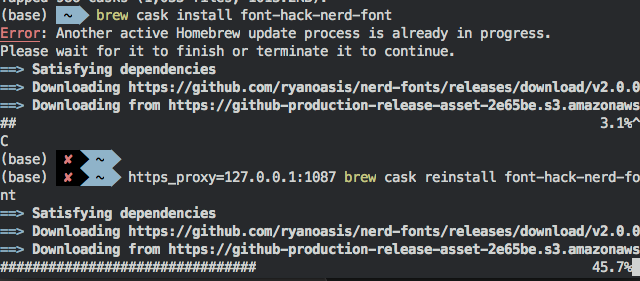 (base) ~ brew cask install font-hack-nerd-font
Error: Another active Homebrew update process is already in progress.
Please wait for it to finish or terminate it to continue.
==> Satisfying dependencies
==> Downloading https://github.com/ryanoasis/nerd-fonts/releases/download/v2.0.0
==> Downloading from https://github-production-release-asset-2e65be.s3.amazonaws
## 3.1%^
C
(base) ✘ ~
(base) ✘ ~ https_proxy=127.0.0.1:1087 brew cask reinstall font-hack-nerd-fo
nt
==> Satisfying dependencies
==> Downloading https://github.com/ryanoasis/nerd-fonts/releases/download/v2.0.0
==> Downloading from https://github-production-release-asset-2e65be.s3.amazonaws
################################ 45.7%